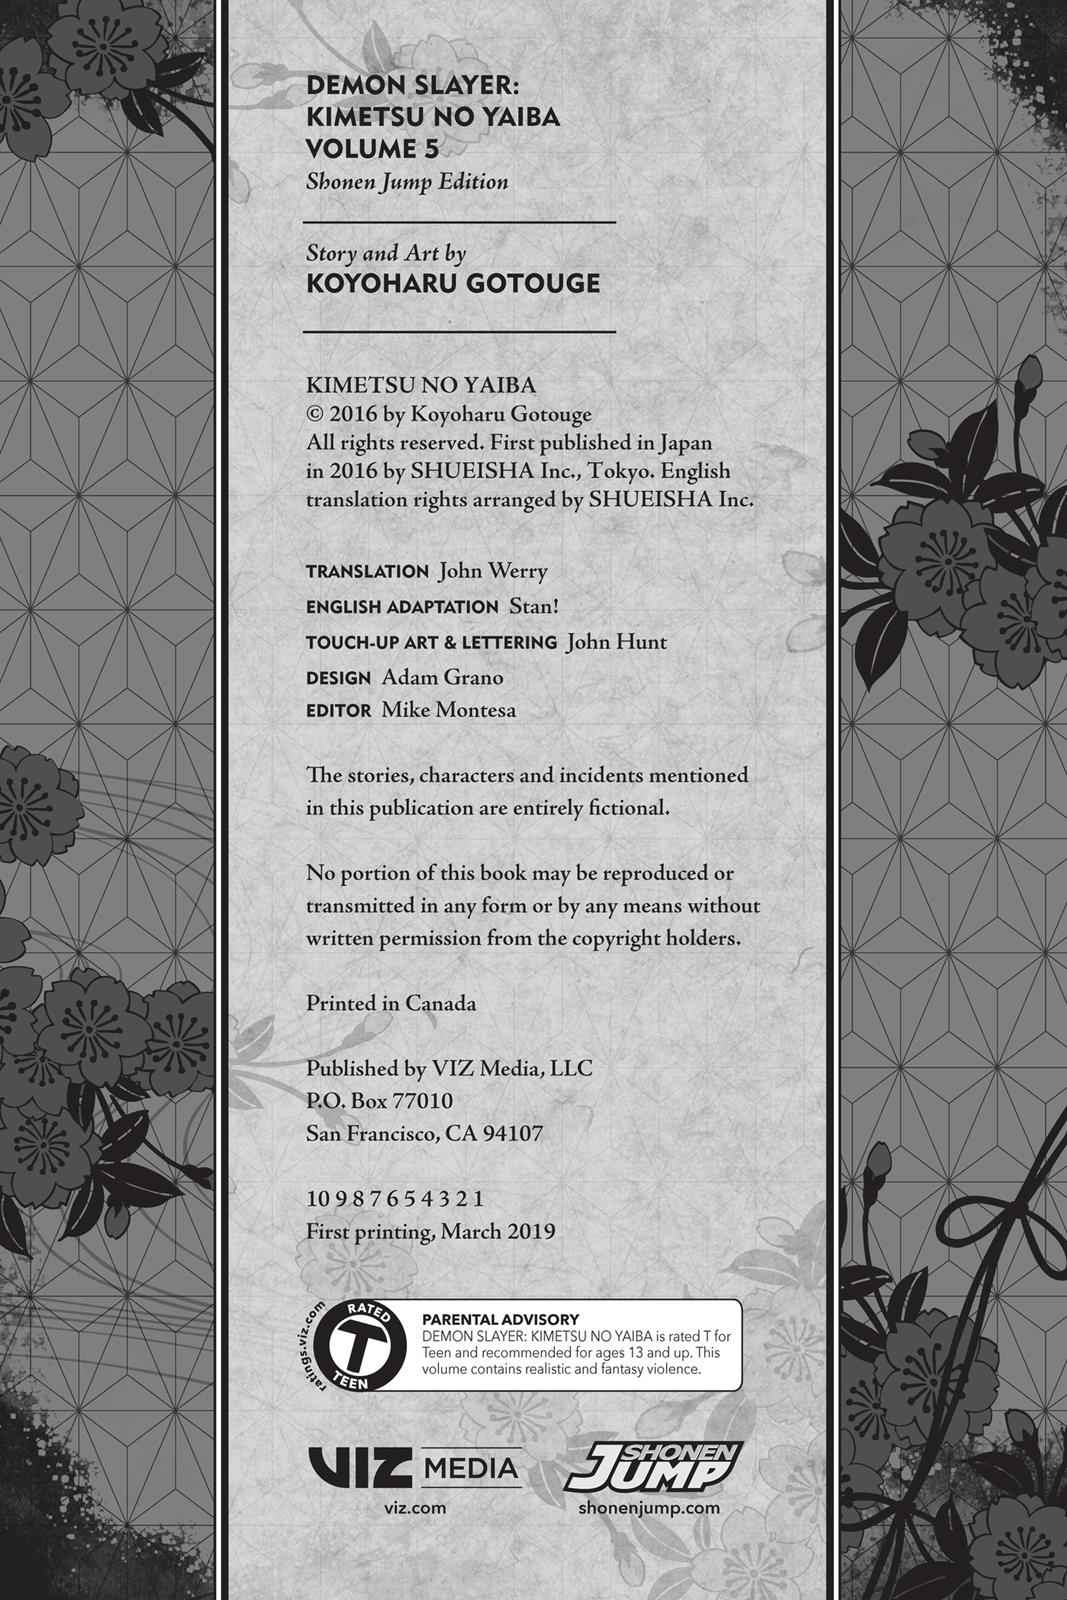 DEMON SLAYER:
KIMETSU NO YAIBA
VOLUME 5
Shonen Jump Edition
Story and Art by
KOYOHARU GOTOUGE
KIMETSU NO YAIBA
© 2016 by Koyoharu Gotouge
All rights reserved. First published in Japan
in 2016 by SHUEISHA Inc., Tokyo. English
translation rights arranged by SHUEISHA Inc.
TRANSLATION John Werry
ENGLISH ADAPTATION Stan!
TOUCH-UP ART & LETTERING John Hunt
DESIGN Adam Grano
EDITOR Mike Montesa
The stories, characters and incidents mentioned
in this publication are entirely fictional.
No portion of this book may be reproduced or
transmitted in any form or by any means without
written permission from the copyright holders.
Printed in Canada
Published by VIZ Media, LLC
P.O. Box 77010
San Francisco, CA 94107
10 9 8 7 6 5 4 3 2 1
First printing, March 2019
ratings.viz.com
RATED
T
TEEN
PARENTAL ADVISORY
DEMON SLAYER: KIMETSU NO YAIBA is rated T for
Teen and recommended for ages 13 and up. This
volume contains realistic and fantasy violence.
VIZ MEDIA
viz.com
SHONEN
JUMP
shonenjump.com